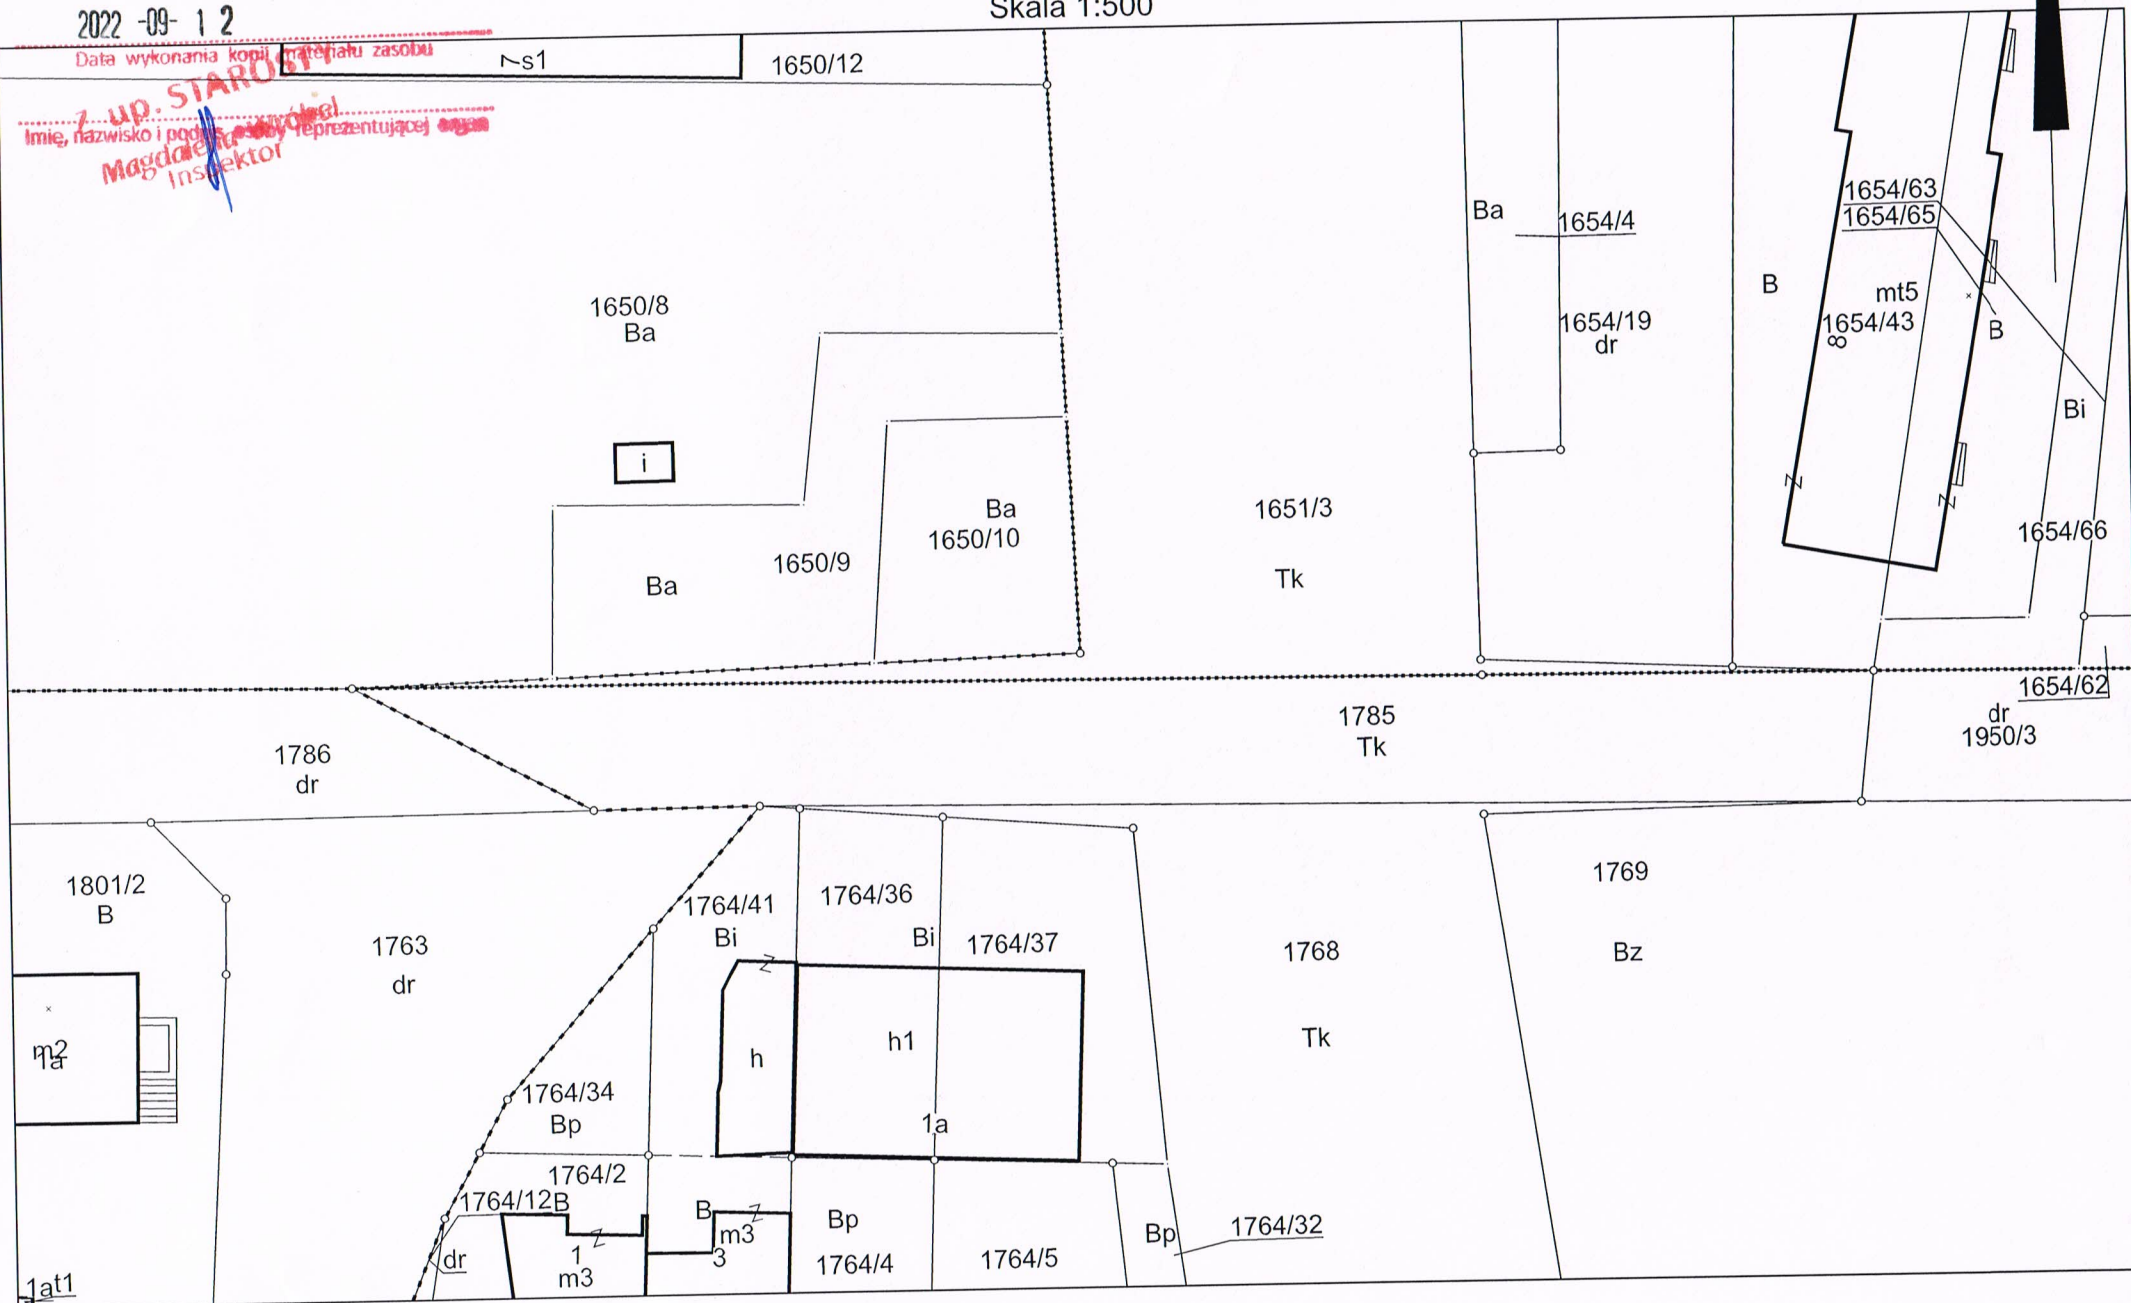 Skala 1:500
2022 -09- 1 2
Data wykonania kopii materiału zasobu
z up. STAROSTY
Imię, nazwisko i podpis osoby reprezentującej organ
Magdalena
Inspektor
s1
1650/12
1650/8
Ba
i
Ba
1650/9
Ba
1650/10
1651/3
Tk
Ba
1654/4
1654/19
dr
B
1654/63
1654/65
mt5
1654/43
8
B
Bi
1654/66
1654/62
dr
1950/3
1785
Tk
1786
dr
1801/2
B
m2
1a
1763
dr
1764/41
Bi
1764/36
Bi
1764/37
h
h1
1a
1768
Tk
1769
Bz
1764/34
Bp
1764/2
1764/12
B
dr
1
m3
B
m3
3
Bp
1764/4
1764/5
Bp
1764/32
1at1